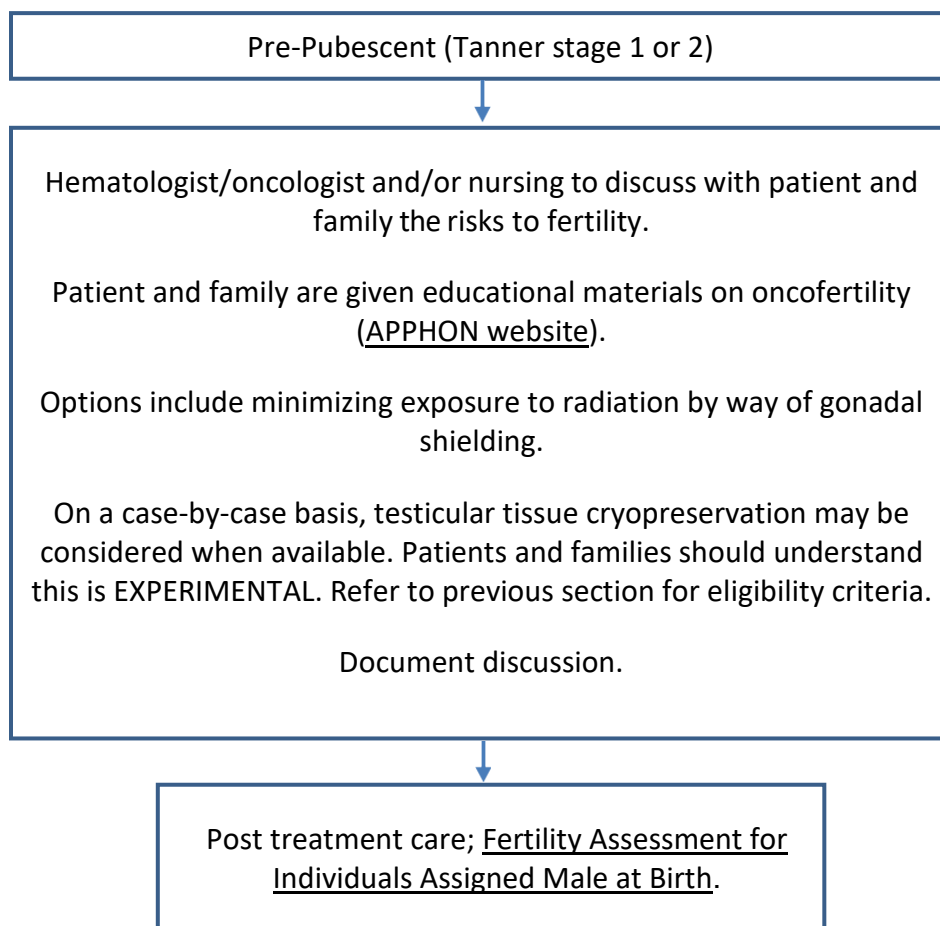 Pre-Pubescent (Tanner stage 1 or 2)
Hematologist/oncologist and/or nursing to discuss with patient and
family the risks to fertility.
Patient and family are given educational materials on oncofertility
(APPHON website).
Options include minimizing exposure to radiation by way of gonadal
shielding.
On a case-by-case basis, testicular tissue cryopreservation may be
considered when available. Patients and families should understand
this is EXPERIMENTAL. Refer to previous section for eligibility criteria.
Document discussion.
Post treatment care; Fertility Assessment for
Individuals Assigned Male at Birth.